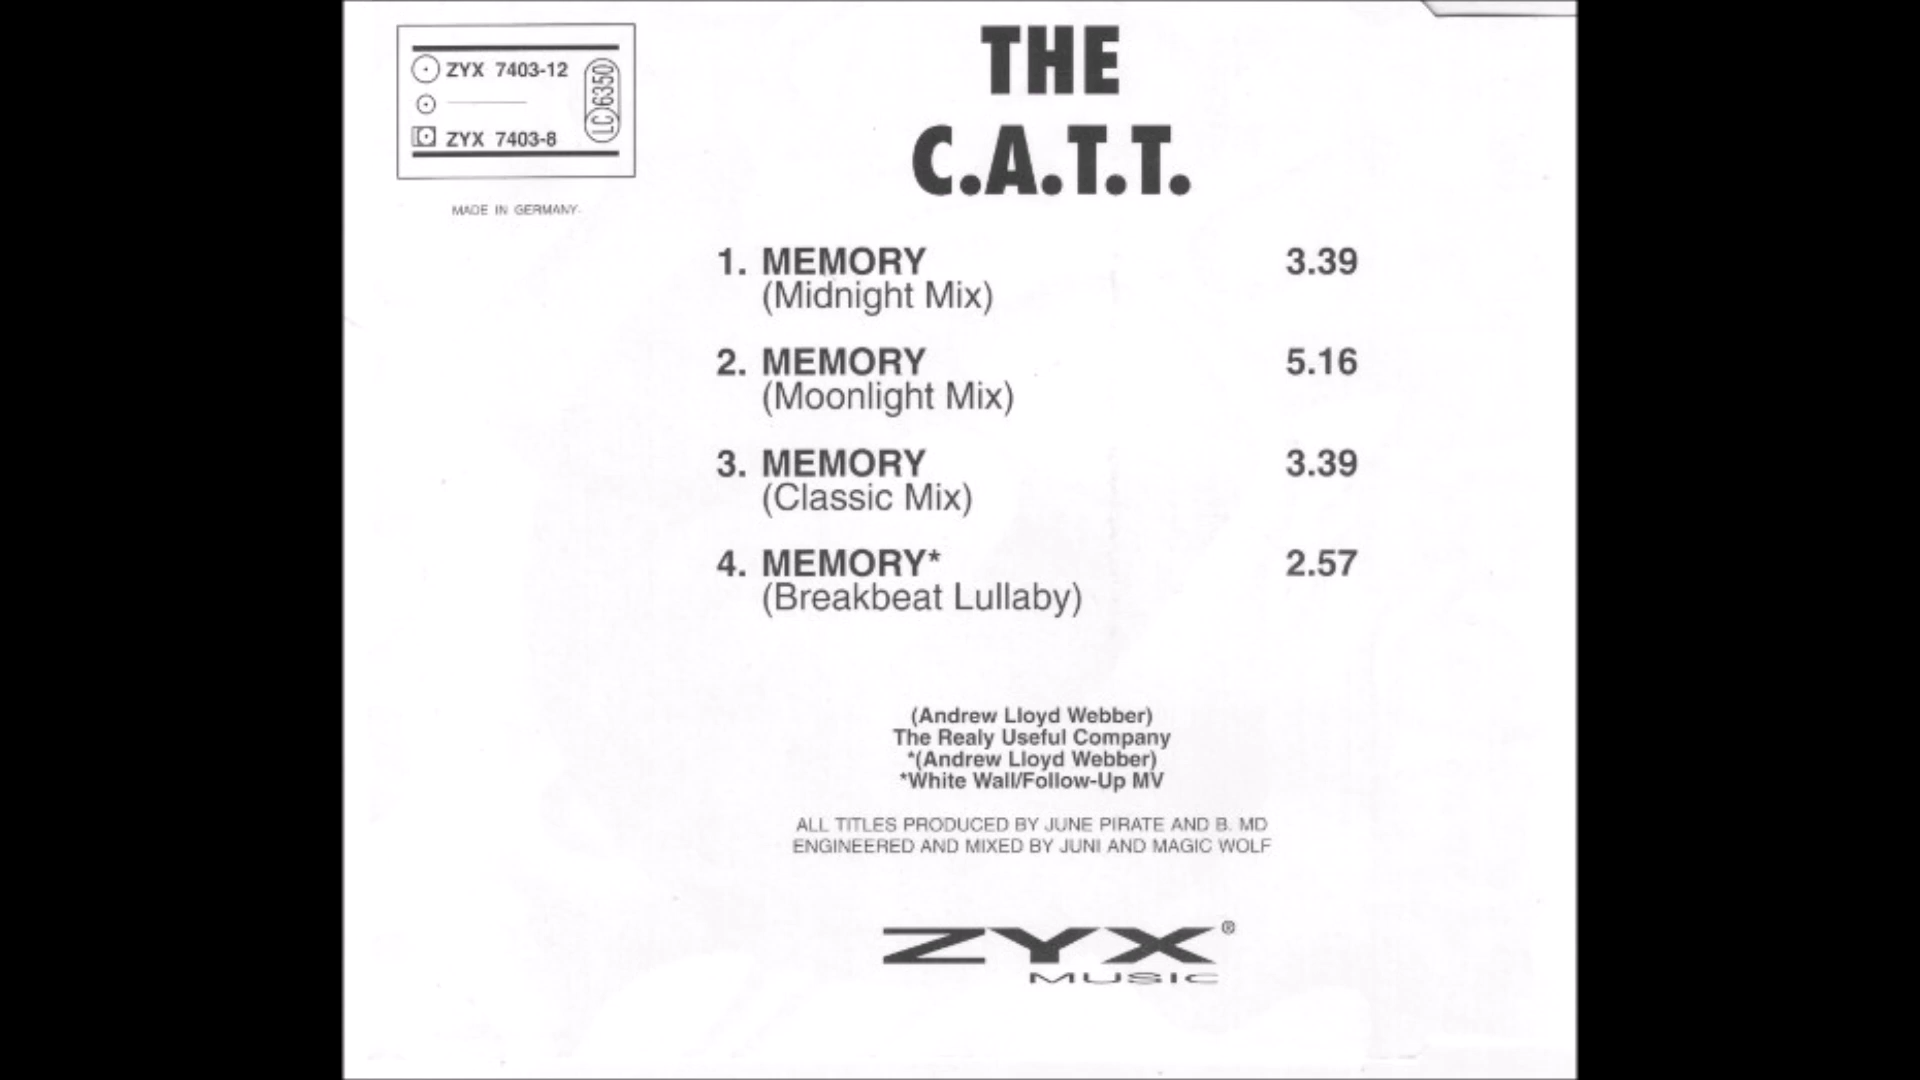 ZYX 7403-12
ZYX 7403-8
LC 6350
MADE IN GERMANY
THE
C.A.T.T.
1. MEMORY 3.39
(Midnight Mix)
2. MEMORY 5.16
(Moonlight Mix)
3. MEMORY 3.39
(Classic Mix)
4. MEMORY* 2.57
(Breakbeat Lullaby)
(Andrew Lloyd Webber)
The Realy Useful Company
*(Andrew Lloyd Webber)
*White Wall/Follow-Up MV
ALL TITLES PRODUCED BY JUNE PIRATE AND B. MD
ENGINEERED AND MIXED BY JUNI AND MAGIC WOLF
ZYX®
MUSIC